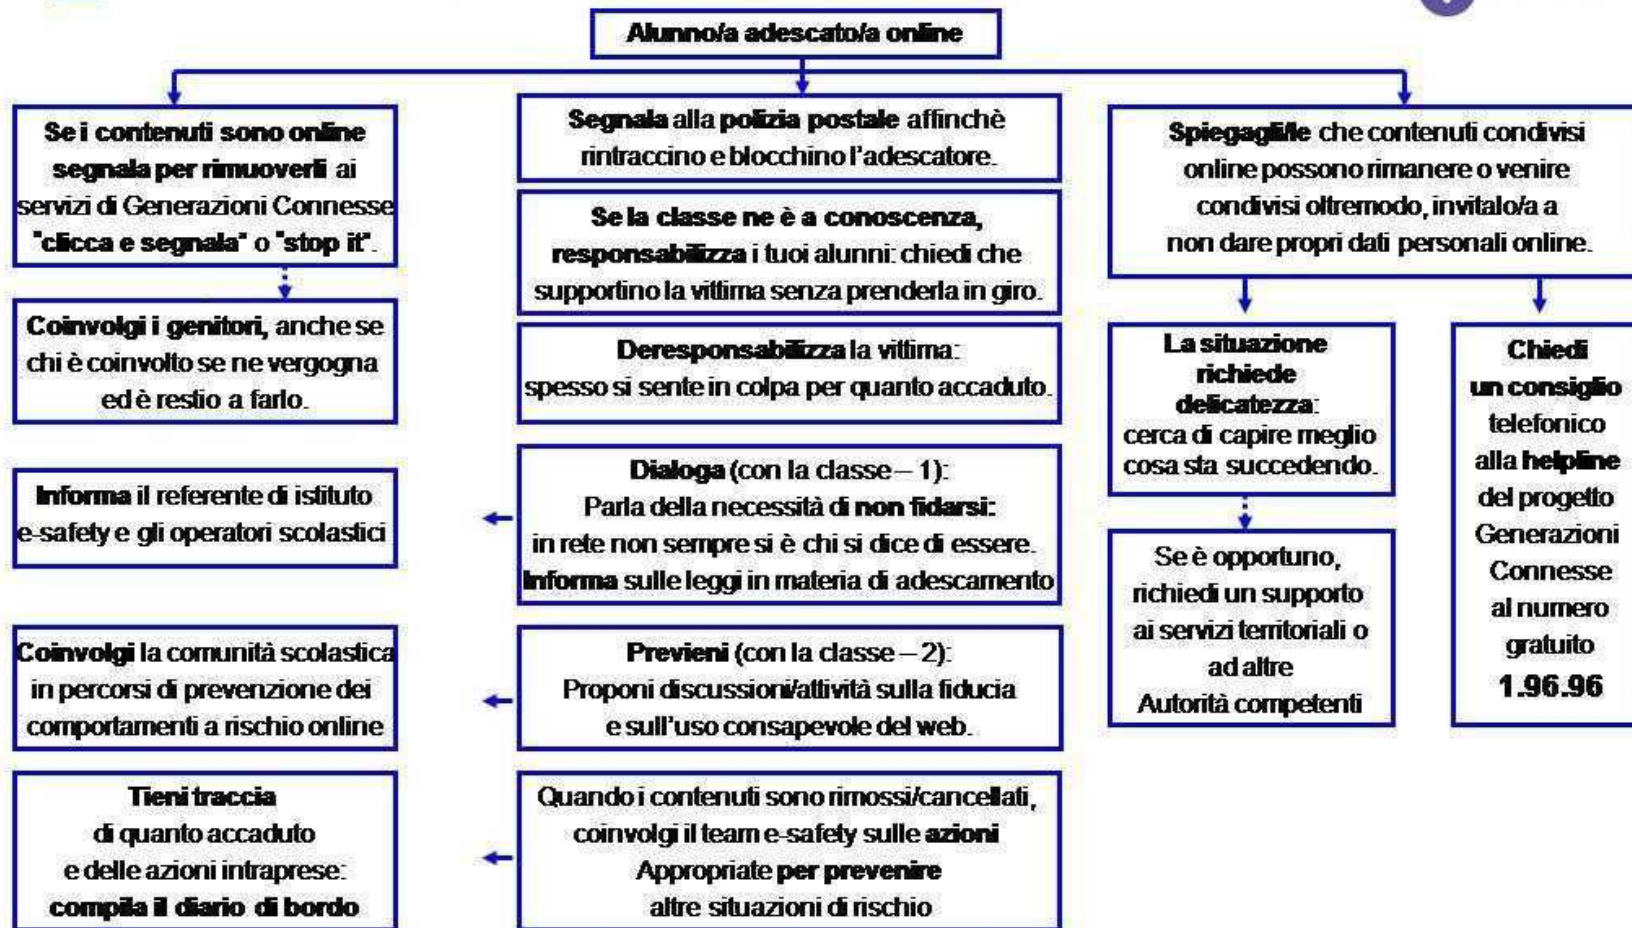 Alunno/a adescato/a online
Se i contenuti sono online
segnala per rimuoverli ai
servizi di Generazioni Connesse
"clicca e segnala" o "stop it".
Coinvolgi i genitori, anche se
chi è coinvolto se ne vergogna
ed è restio a farlo.
Informa il referente di istituto
e-safety e gli operatori scolastici
Coinvolgi la comunità scolastica
in percorsi di prevenzione dei
comportamenti a rischio online
Tieni traccia
di quanto accaduto
e delle azioni intraprese:
compila il diario di bordo
Segnala alla polizia postale affinchè
rintraccino e blocchino l'adescatore.
Se la classe ne è a conoscenza,
responsabilizza i tuoi alunni: chiedi che
supportino la vittima senza prenderla in giro.
Deresponsabilizza la vittima:
spesso si sente in colpa per quanto accaduto.
Dialoga (con la classe – 1):
Parla della necessità di non fidarsi:
in rete non sempre si è chi si dice di essere.
Informa sulle leggi in materia di adescamento
Previeni (con la classe – 2):
Proponi discussioni/attività sulla fiducia
e sull'uso consapevole del web.
Quando i contenuti sono rimossi/cancellati,
coinvolgi il team e-safety sulle azioni
Appropriate per prevenire
altre situazioni di rischio
Spiegagli/le che contenuti condivisi
online possono rimanere o venire
condivisi oltremodo, invitalo/a a
non dare propri dati personali online.
La situazione
richiede
delicatezza:
cerca di capire meglio
cosa sta succedendo.
Se è opportuno,
richiedi un supporto
ai servizi territoriali o
ad altre
Autorità competenti
Chiedi
un consiglio
telefonico
alla helpline
del progetto
Generazioni
Connesse
al numero
gratuito
1.96.96